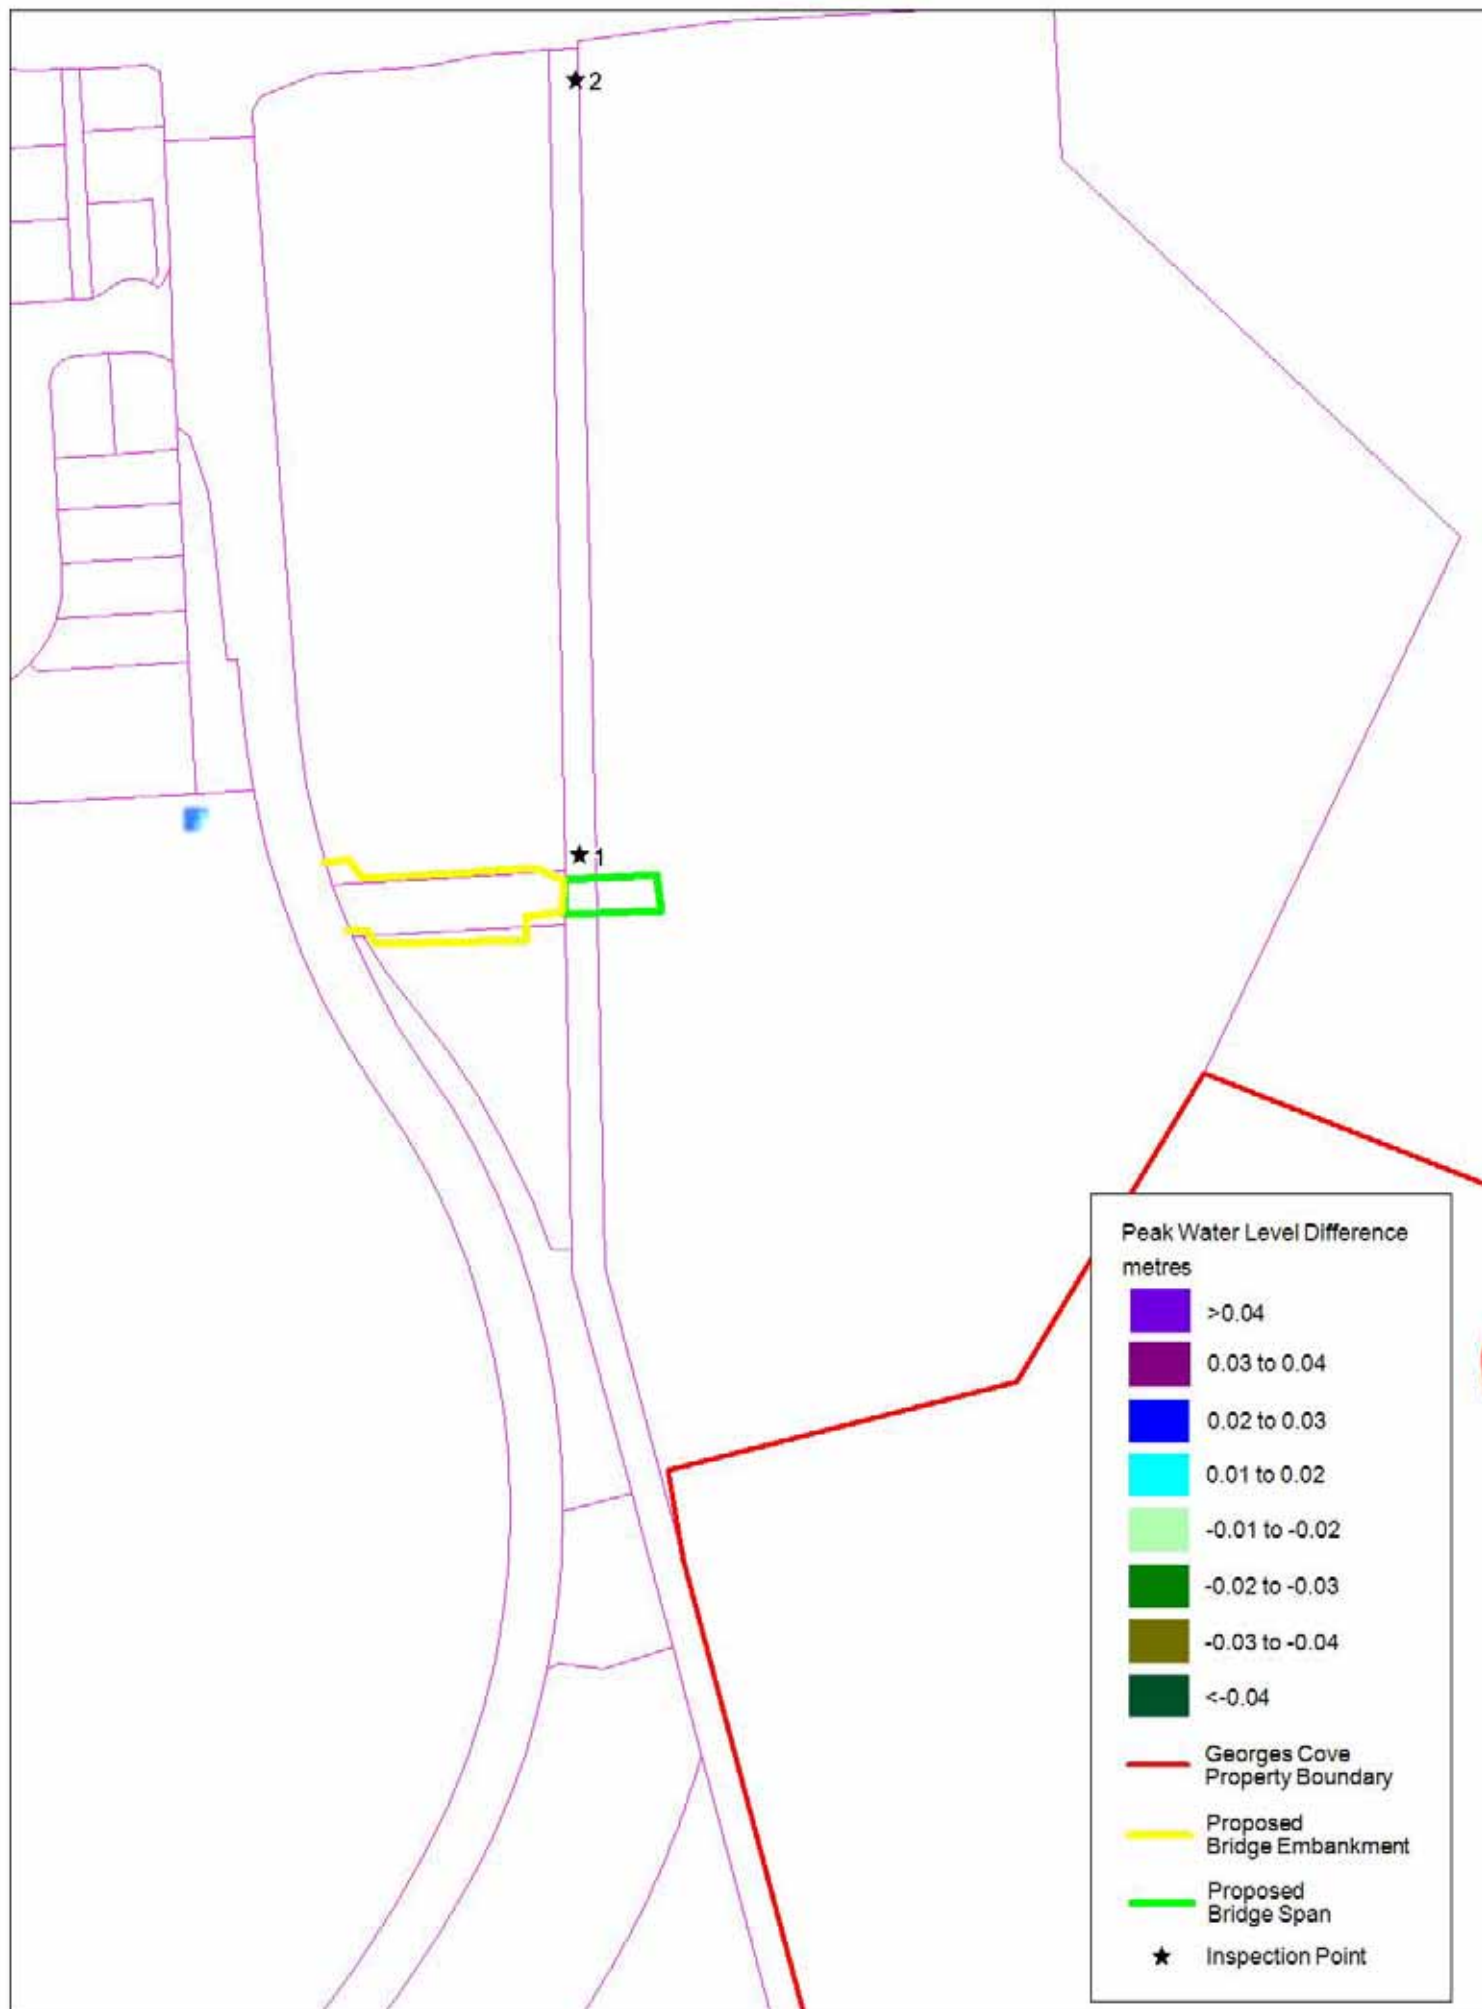 2
1
Peak Water Level Difference
metres
>0.04
0.03 to 0.04
0.02 to 0.03
0.01 to 0.02
-0.01 to -0.02
-0.02 to -0.03
-0.03 to -0.04
<-0.04
Georges Cove
Property Boundary
Proposed
Bridge Embankment
Proposed
Bridge Span
Inspection Point